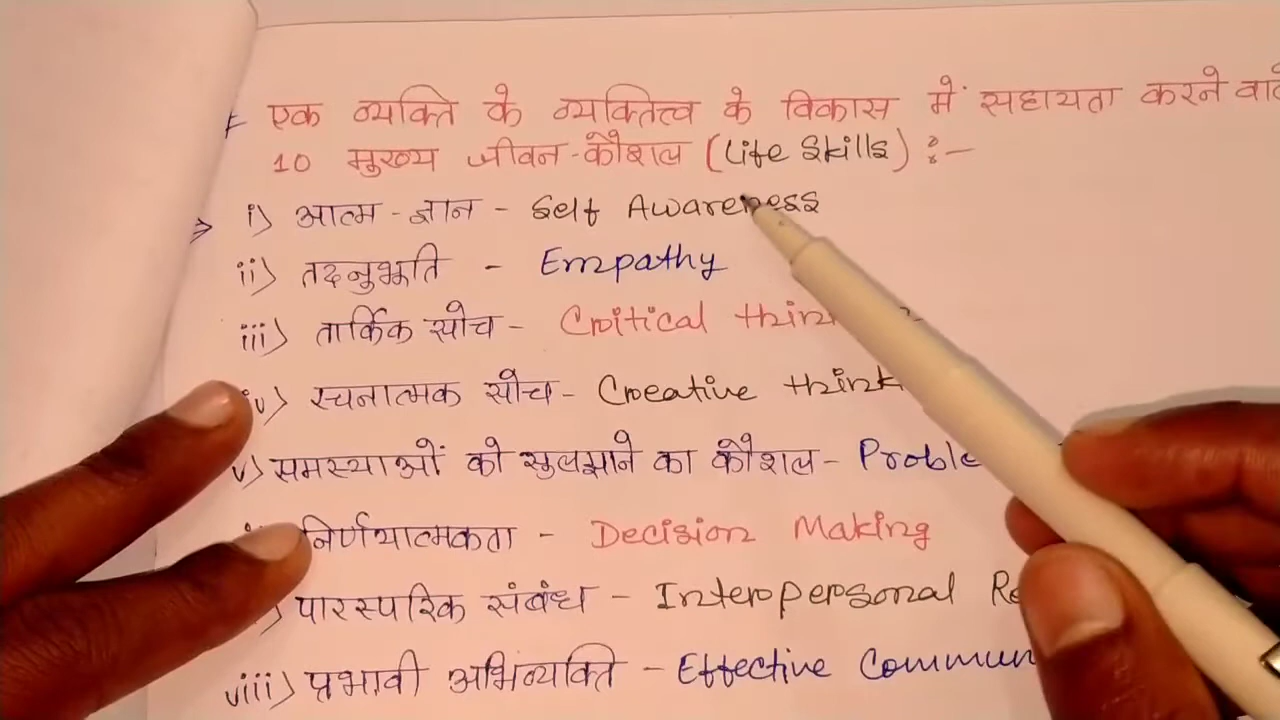 एक व्यक्ति के व्यक्तित्व के विकास में सहायता करने वाले
10 मुख्य जीवन-कौशल (Life Skills) :-
i) आत्म-ज्ञान - Self Awareness
ii) तदनुभूति - Empathy
iii) तार्किक सोच - Critical
iv) रचनात्मक सोच - Creative
v) समस्याओं को सुलझाने का कौशल -
निर्णयात्मकता - Decision Making
पारस्परिक संबंध - Interpersonal
viii) प्रभावी अभिव्यक्ति - Effective